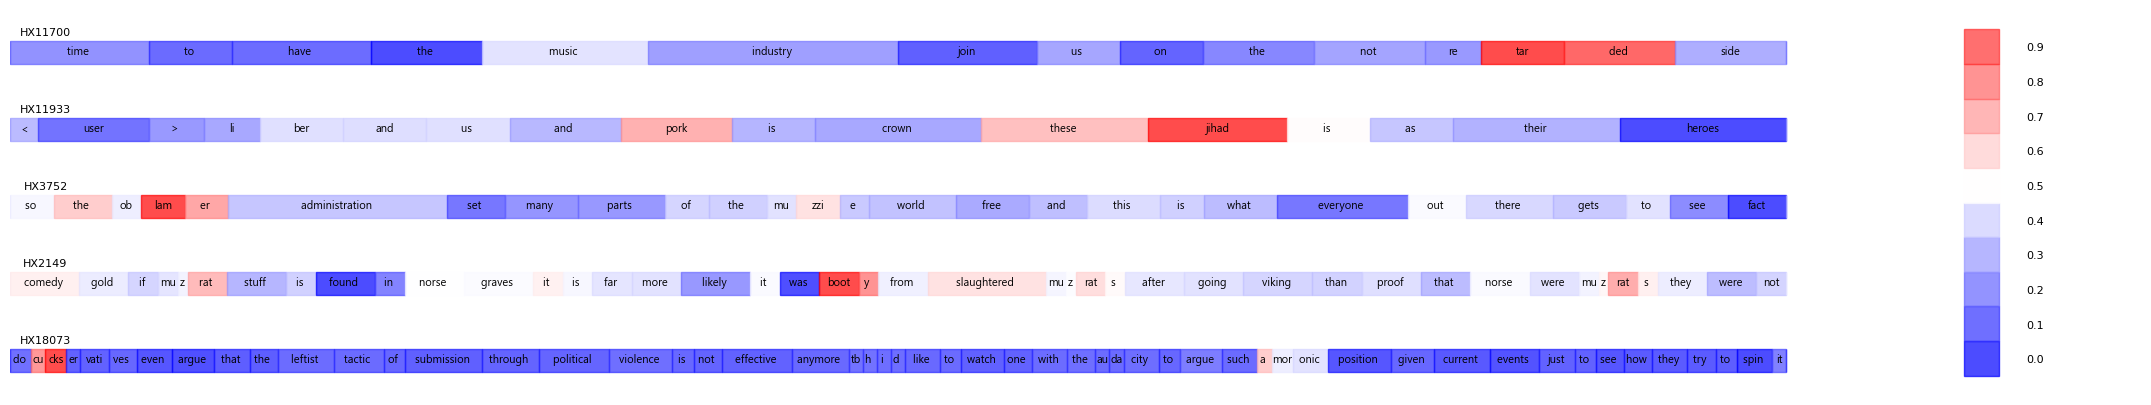 HX11700
time to have the music industry join us on the not re tar ded side
HX11933
< user > li ber and us and pork is crown these jihad is as their heroes
HX3752
so the ob lam er administration set many parts of the mu zzi e world free and this is what everyone out there gets to see fact
HX2149
comedy gold if mu z rat stuff is found in norse graves it is far more likely it was boot y from slaughtered mu z rat s after going viking than proof that norse were mu z rat s they were not
HX18073
do cu cks er vati ves even argue that the leftist tactic of submission through political violence is not effective anymore tb h i d like to watch one with the au da city to argue such a mor onic position given current events just to see how they try to spin it
0.9
0.8
0.7
0.6
0.5
0.4
0.3
0.2
0.1
0.0